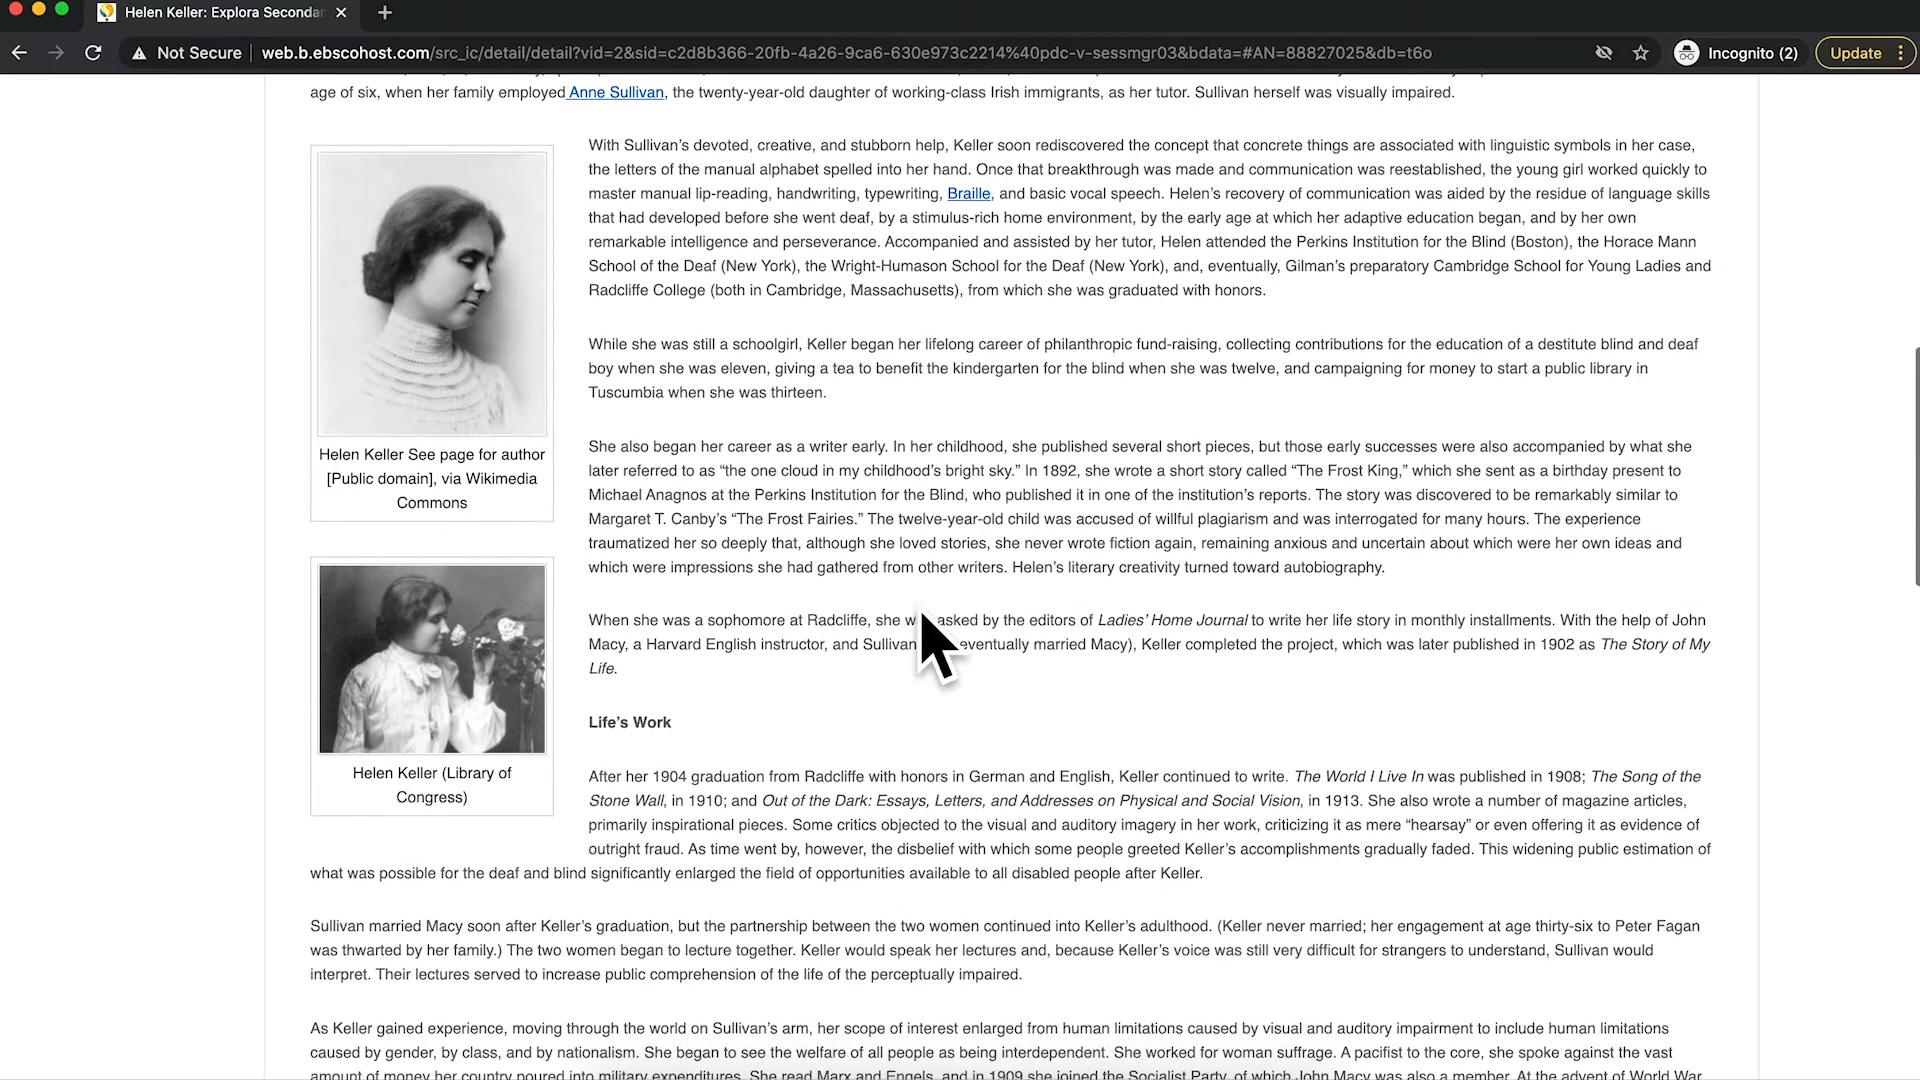 Helen Keller: Explora Secondar
Not Secure
web.b.ebscohost.com/src_ic/detail/detail?vid=2&sid=c2d8b366-20fb-4a26-9ca6-630e973c2214%40pdc-v-sessmgr03&bdata=#AN=88827025&db=t6o
Incognito (2)
Update
age of six, when her family employed Anne Sullivan, the twenty-year-old daughter of working-class Irish immigrants, as her tutor. Sullivan herself was visually impaired.
Helen Keller See page for author
[Public domain], via Wikimedia
Commons
Helen Keller (Library of
Congress)
With Sullivan's devoted, creative, and stubborn help, Keller soon rediscovered the concept that concrete things are associated with linguistic symbols in her case,
the letters of the manual alphabet spelled into her hand. Once that breakthrough was made and communication was reestablished, the young girl worked quickly to
master manual lip-reading, handwriting, typewriting, Braille, and basic vocal speech. Helen's recovery of communication was aided by the residue of language skills
that had developed before she went deaf, by a stimulus-rich home environment, by the early age at which her adaptive education began, and by her own
remarkable intelligence and perseverance. Accompanied and assisted by her tutor, Helen attended the Perkins Institution for the Blind (Boston), the Horace Mann
School of the Deaf (New York), the Wright-Humason School for the Deaf (New York), and, eventually, Gilman's preparatory Cambridge School for Young Ladies and
Radcliffe College (both in Cambridge, Massachusetts), from which she was graduated with honors.
While she was still a schoolgirl, Keller began her lifelong career of philanthropic fund-raising, collecting contributions for the education of a destitute blind and deaf
boy when she was eleven, giving a tea to benefit the kindergarten for the blind when she was twelve, and campaigning for money to start a public library in
Tuscumbia when she was thirteen.
She also began her career as a writer early. In her childhood, she published several short pieces, but those early successes were also accompanied by what she
later referred to as “the one cloud in my childhood's bright sky.” In 1892, she wrote a short story called “The Frost King,” which she sent as a birthday present to
Michael Anagnos at the Perkins Institution for the Blind, who published it in one of the institution's reports. The story was discovered to be remarkably similar to
Margaret T. Canby's “The Frost Fairies.” The twelve-year-old child was accused of willful plagiarism and was interrogated for many hours. The experience
traumatized her so deeply that, although she loved stories, she never wrote fiction again, remaining anxious and uncertain about which were her own ideas and
which were impressions she had gathered from other writers. Helen's literary creativity turned toward autobiography.
When she was a sophomore at Radcliffe, she asked by the editors of Ladies' Home Journal to write her life story in monthly installments. With the help of John
Macy, a Harvard English instructor, and Sullivan eventually married Macy), Keller completed the project, which was later published in 1902 as The Story of My
Life.
Life's Work
After her 1904 graduation from Radcliffe with honors in German and English, Keller continued to write. The World I Live In was published in 1908; The Song of the
Stone Wall, in 1910; and Out of the Dark: Essays, Letters, and Addresses on Physical and Social Vision, in 1913. She also wrote a number of magazine articles,
primarily inspirational pieces. Some critics objected to the visual and auditory imagery in her work, criticizing it as mere “hearsay” or even offering it as evidence of
outright fraud. As time went by, however, the disbelief with which some people greeted Keller's accomplishments gradually faded. This widening public estimation of
what was possible for the deaf and blind significantly enlarged the field of opportunities available to all disabled people after Keller.
Sullivan married Macy soon after Keller's graduation, but the partnership between the two women continued into Keller's adulthood. (Keller never married; her engagement at age thirty-six to Peter Fagan
was thwarted by her family.) The two women began to lecture together. Keller would speak her lectures and, because Keller's voice was still very difficult for strangers to understand, Sullivan would
interpret. Their lectures served to increase public comprehension of the life of the perceptually impaired.
As Keller gained experience, moving through the world on Sullivan's arm, her scope of interest enlarged from human limitations caused by visual and auditory impairment to include human limitations
caused by gender, by class, and by nationalism. She began to see the welfare of all people as being interdependent. She worked for woman suffrage. A pacifist to the core, she spoke against the vast
amount of money her country poured into military expenditures. She read Marx and Engels, and in 1909 she joined the Socialist Party, of which John Macy was also a member. At the advent of World War